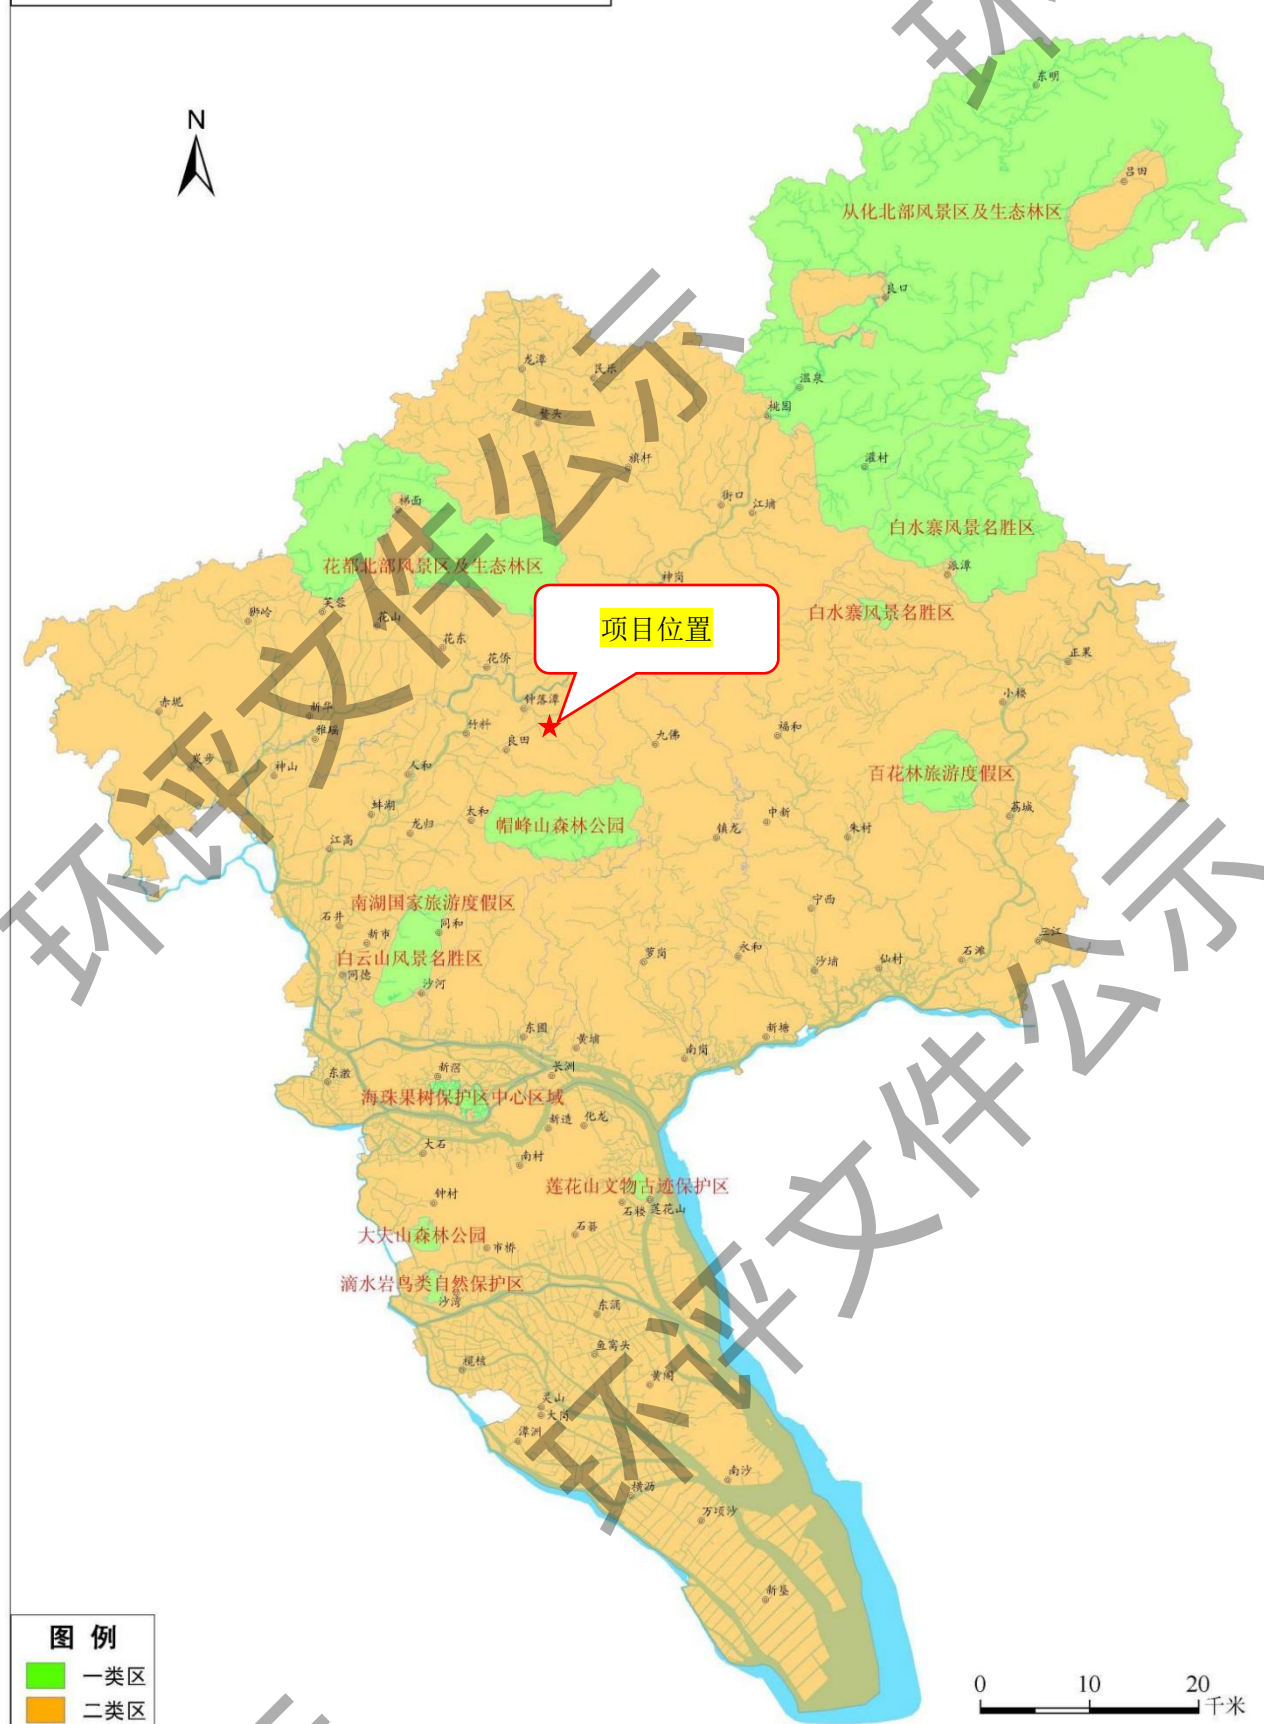 N
东明
吕田
从化北部风景区及生态林区
良口
龙潭
民乐
温泉
鳌头
桃园
旗杆
灌村
梯面
街口
江埔
白水寨风景名胜区
花都北部风景区及生态林区
派潭
神岗
狮岭
芙蓉
花山
白水寨风景名胜区
项目位置
花东
花侨
正果
赤坭
新华
雅瑶
竹料
钟落潭
良田
九佛
福和
小楼
炭步
神山
人和
百花林旅游度假区
蚌湖
龙归
太和
帽峰山森林公园
镇龙
中新
朱村
荔城
江高
南湖国家旅游度假区
石井
新市
同和
宁西
三江
白云山风景名胜区
同德
沙河
萝岗
永和
沙埔
仙村
石滩
东圃
黄埔
南岗
新塘
东漖
新滘
长洲
海珠果树保护区中心区域
新造
化龙
大石
南村
莲花山文物古迹保护区
钟村
石楼
莲花山
大夫山森林公园
市桥
石碁
滴水岩鸟类自然保护区
沙湾
东涌
鱼窝头
榄核
黄阁
灵山
大岗
潭洲
横沥
南沙
万顷沙
新垦
图 例
一类区
二类区
0 10 20
千米
环评文件公示
环评文件公示
环